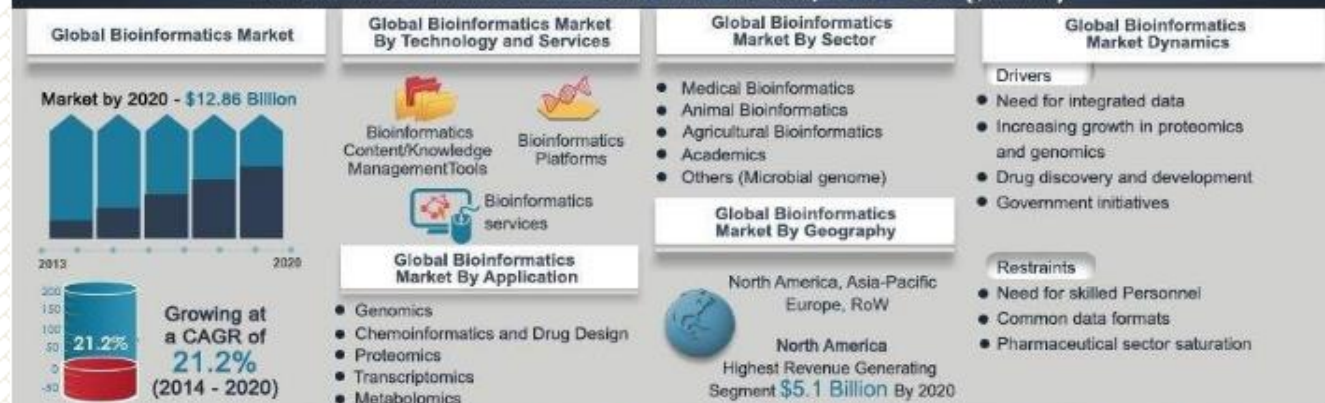 Global Bioinformatics Market
Market by 2020 - $12.86 Billion
2013
2020
200
150
100
50
0
-50
21.2%
Growing at
a CAGR of
21.2%
(2014 - 2020)
Global Bioinformatics Market
By Technology and Services
Bioinformatics
Content/Knowledge
ManagementTools
Bioinformatics
Platforms
Bioinformatics
services
Global Bioinformatics
Market By Application
Genomics
Chemoinformatics and Drug Design
Proteomics
Transcriptomics
Metabolomics
Global Bioinformatics
Market By Sector
Medical Bioinformatics
Animal Bioinformatics
Agricultural Bioinformatics
Academics
Others (Microbial genome)
Global Bioinformatics
Market By Geography
North America, Asia-Pacific
Europe, RoW
North America
Highest Revenue Generating
Segment $5.1 Billion By 2020
Global Bioinformatics
Market Dynamics
Drivers
Need for integrated data
Increasing growth in proteomics
and genomics
Drug discovery and development
Government initiatives
Restraints
Need for skilled Personnel
Common data formats
Pharmaceutical sector saturation